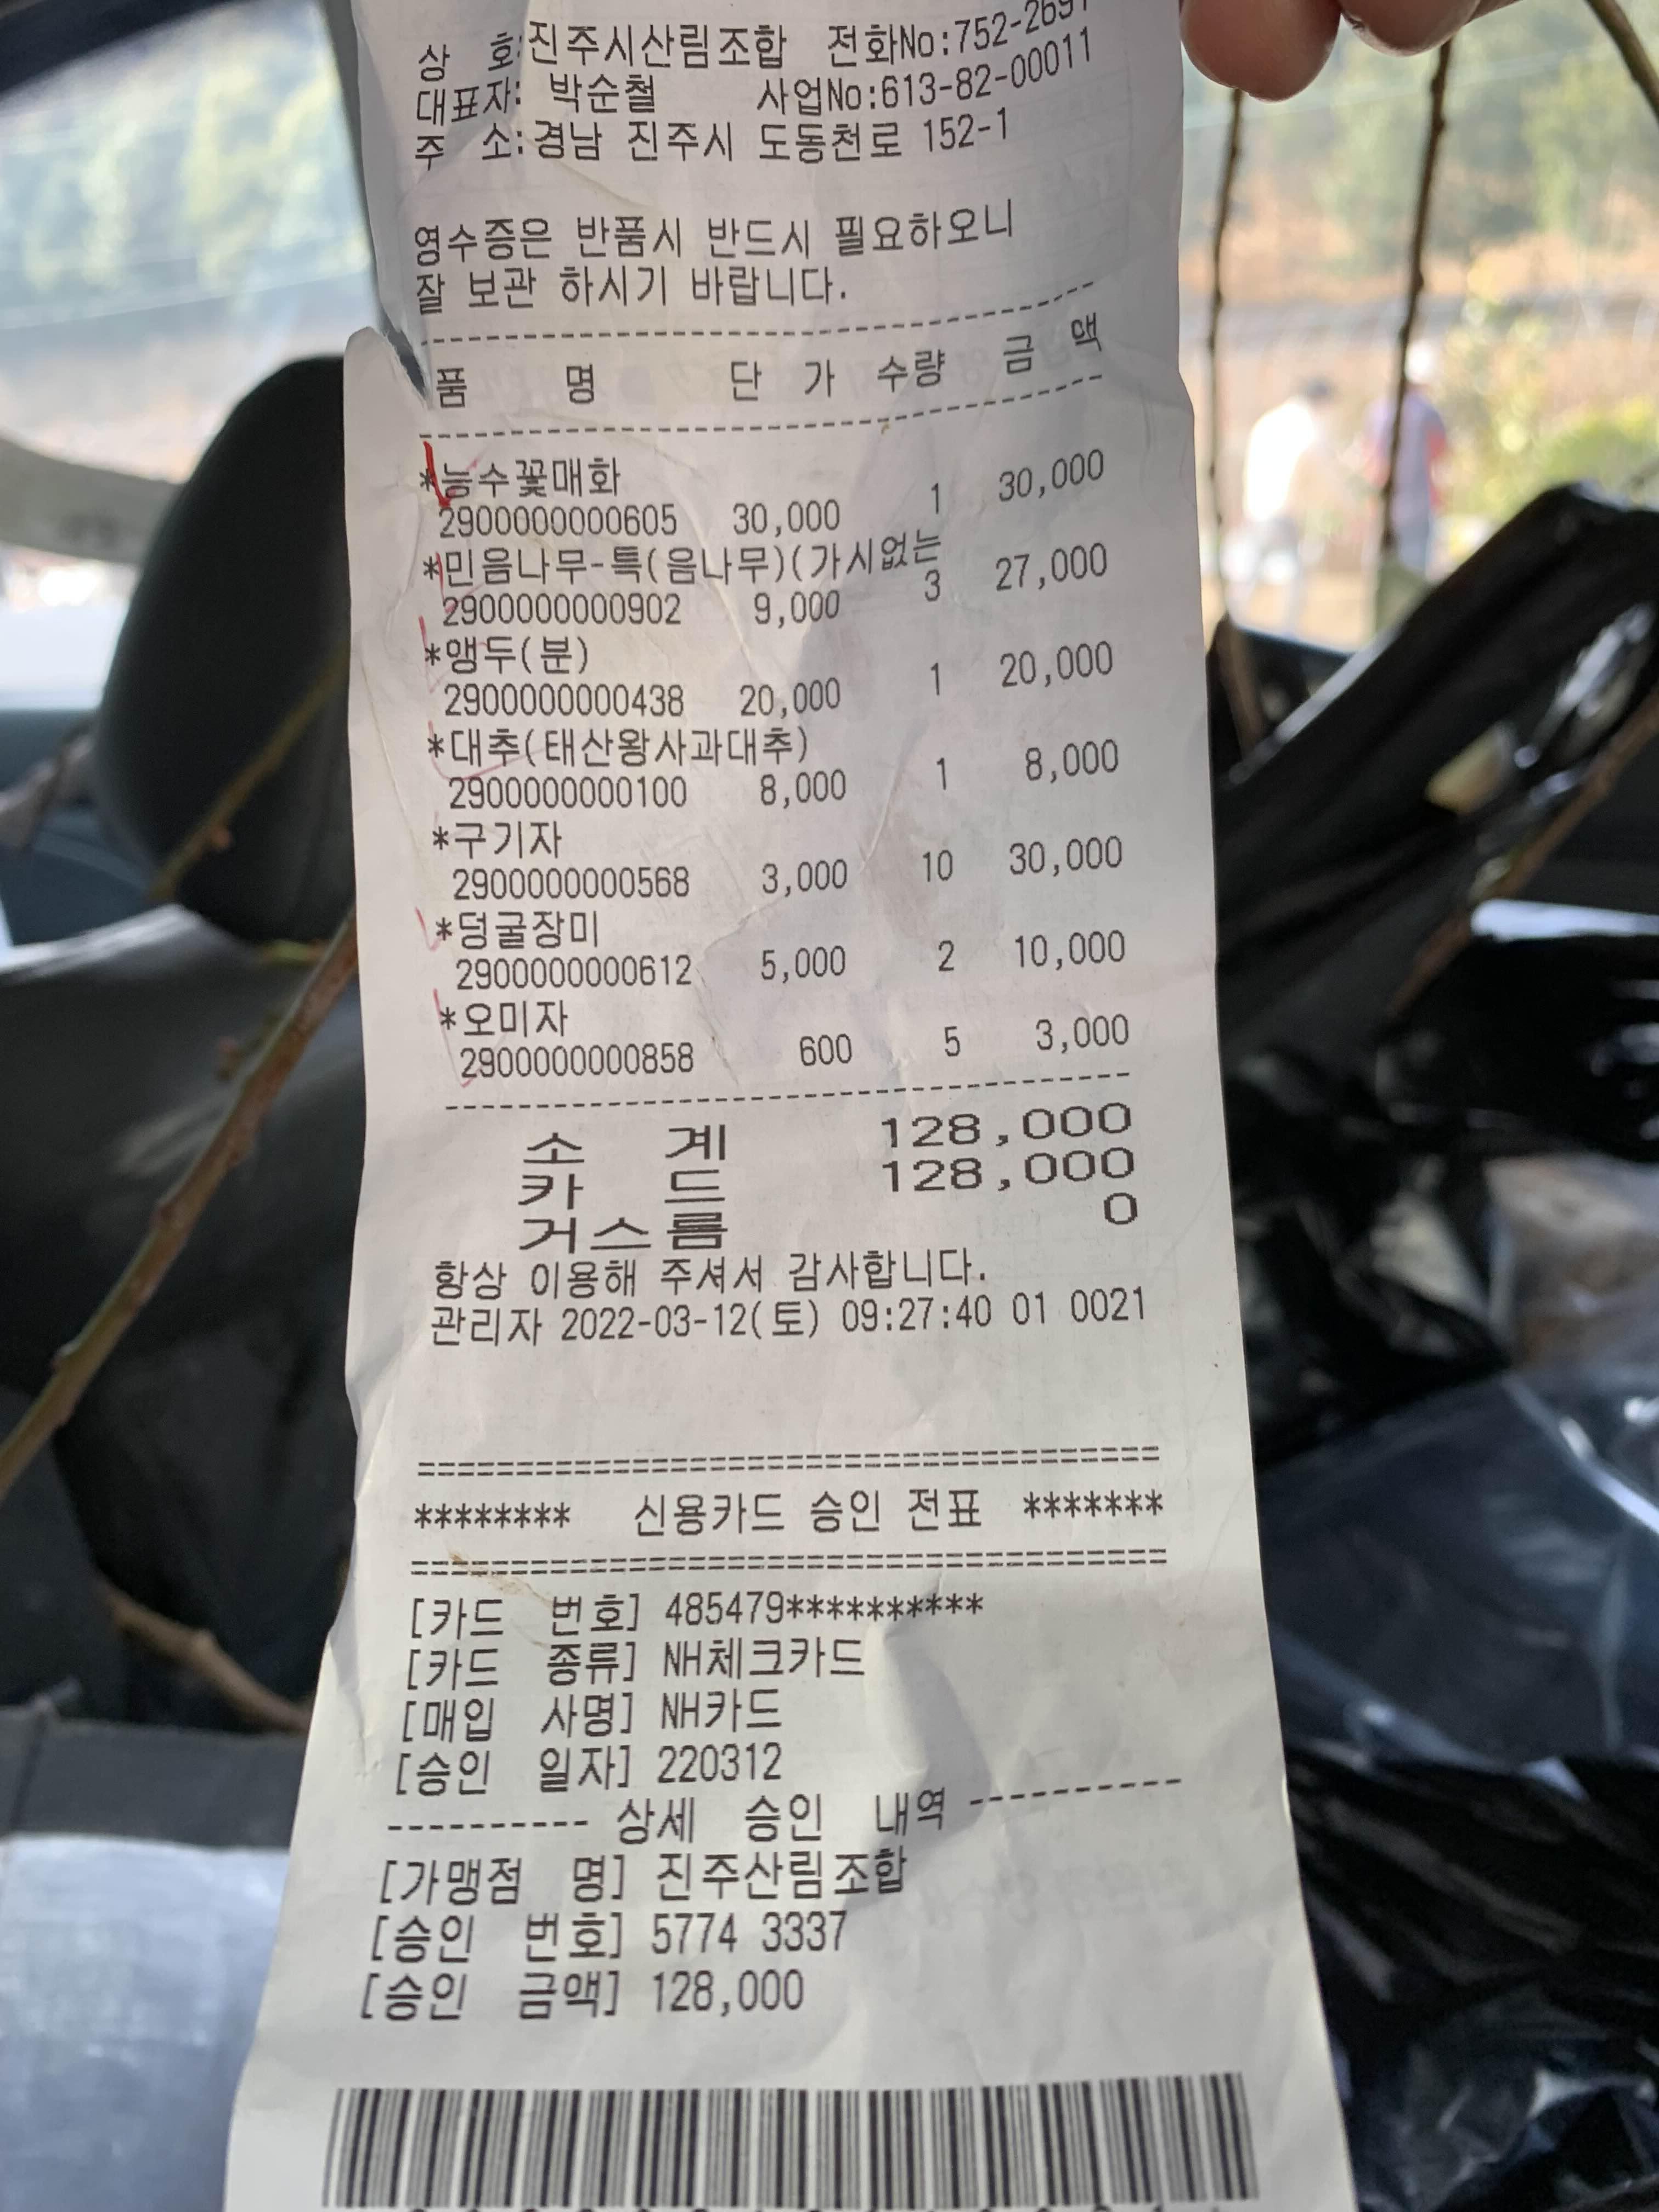 상 호:진주시산림조합 전화No:752-2691
대표자: 박순철 사업No:613-82-00011
주 소:경남 진주시 도동천로 152-1
영수증은 반품시 반드시 필요하오니
잘 보관 하시기 바랍니다.
--------------------------------------
품 명 단 가 수량 금 액
--------------------------------------
*능수꽃매화
2900000000605 30,000 1 30,000
*민음나무-특(음나무)(가시없는
2900000000902 9,000 3 27,000
*앵두(분)
2900000000438 20,000 1 20,000
*대추(태산왕사과대추)
2900000000100 8,000 1 8,000
*구기자
2900000000568 3,000 10 30,000
*덩굴장미
2900000000612 5,000 2 10,000
*오미자
2900000000858 600 5 3,000
--------------------------------------
소 계 128,000
카 드 128,000
거스름 0
항상 이용해 주셔서 감사합니다.
관리자 2022-03-12(토) 09:27:40 01 0021
======================================
******** 신용카드 승인 전표 *******
======================================
[카드 번호] 485479**********
[카드 종류] NH체크카드
[매입 사명] NH카드
[승인 일자] 220312
---------- 상세 승인 내역 -----------
[가맹점 명] 진주산림조합
[승인 번호] 5774 3337
[승인 금액] 128,000